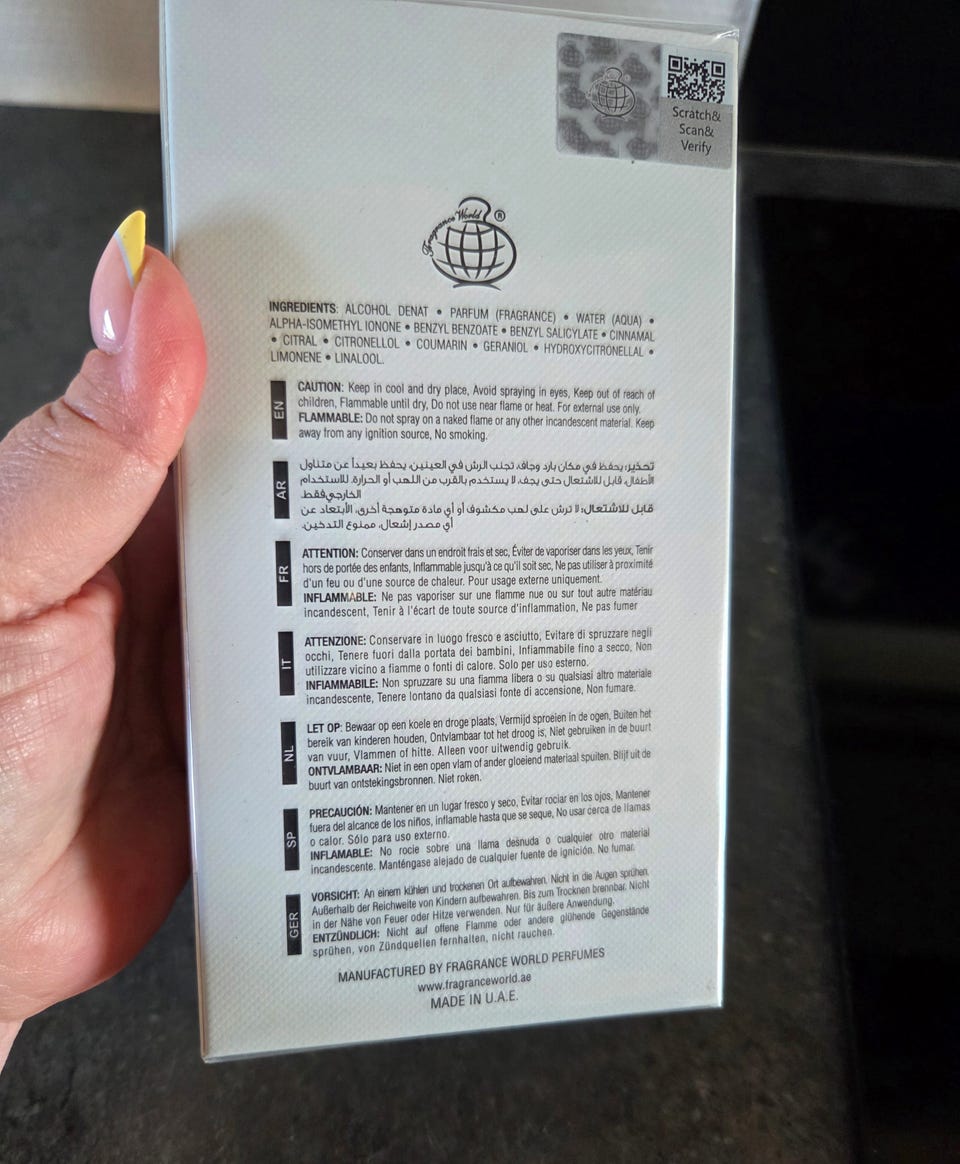 Scratch&
Scan&
Verify
Fragrance World ®
INGREDIENTS: ALCOHOL DENAT • PARFUM (FRAGRANCE) • WATER (AQUA) •
ALPHA-ISOMETHYL IONONE • BENZYL BENZOATE • BENZYL SALICYLATE • CINNAMAL
• CITRAL • CITRONELLOL • COUMARIN • GERANIOL • HYDROXYCITRONELLAL •
LIMONENE • LINALOOL.
EN
CAUTION: Keep in cool and dry place, Avoid spraying in eyes, Keep out of reach of
children, Flammable until dry, Do not use near flame or heat. For external use only.
FLAMMABLE: Do not spray on a naked flame or any other incandescent material. Keep
away from any ignition source, No smoking.
AR
تحذير: يحفظ في مكان بارد وجاف، تجنب الرش في العينين، يحفظ بعيداً عن متناول
الأطفال، قابل للاشتعال حتى يجف، لا يستخدم بالقرب من اللهب أو الحرارة. للاستخدام
الخارجي فقط.
قابل للاشتعال: لا ترش على لهب مكشوف أو أي مادة متوهجة أخرى، الأبتعاد عن
أي مصدر إشعال، ممنوع التدخين.
FR
ATTENTION: Conserver dans un endroit frais et sec, Éviter de vaporiser dans les yeux, Tenir
hors de portée des enfants, Inflammable jusqu'à ce qu'il soit sec, Ne pas utiliser à proximité
d'un feu ou d'une source de chaleur. Pour usage externe uniquement.
INFLAMMABLE: Ne pas vaporiser sur une flamme nue ou sur tout autre matériau
incandescent, Tenir à l'écart de toute source d'inflammation, Ne pas fumer
IT
ATTENZIONE: Conservare in luogo fresco e asciutto, Evitare di spruzzare negli
occhi, Tenere fuori dalla portata dei bambini, Infiammabile fino a secco, Non
utilizzare vicino a fiamme o fonti di calore. Solo per uso esterno.
INFIAMMABILE: Non spruzzare su una fiamma libera o su qualsiasi altro materiale
incandescente, Tenere lontano da qualsiasi fonte di accensione, Non fumare.
NL
LET OP: Bewaar op een koele en droge plaats, Vermijd sproeien in de ogen, Buiten het
bereik van kinderen houden, Ontvlambaar tot het droog is, Niet gebruiken in de buurt
van vuur, Vlammen of hitte. Alleen voor uitwendig gebruik.
ONTVLAMBAAR: Niet in een open vlam of ander gloeiend materiaal spuiten. Blijf uit de
buurt van ontstekingsbronnen. Niet roken.
SP
PRECAUCIÓN: Mantener en un lugar fresco y seco, Evitar rociar en los ojos, Mantener
fuera del alcance de los niños, inflamable hasta que se seque, No usar cerca de llamas
o calor. Sólo para uso externo.
INFLAMABLE: No rocíe sobre una llama desnuda o cualquier otro material
incandescente. Manténgase alejado de cualquier fuente de ignición. No fumar.
GER
VORSICHT: An einem kühlen und trockenen Ort aufbewahren. Nicht in die Augen sprühen.
Außerhalb der Reichweite von Kindern aufbewahren. Bis zum Trocknen brennbar. Nicht
in der Nähe von Feuer oder Hitze verwenden. Nur für äußere Anwendung.
ENTZÜNDLICH: Nicht auf offene Flamme oder andere glühende Gegenstände
sprühen, von Zündquellen fernhalten, nicht rauchen.
MANUFACTURED BY FRAGRANCE WORLD PERFUMES
www.fragranceworld.ae
MADE IN U.A.E.